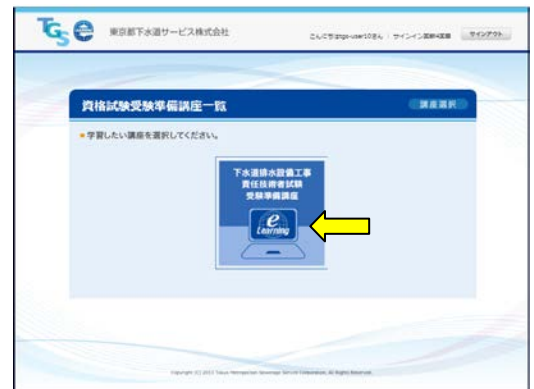 TGS e 東京都下水道サービス株式会社
サインアウト
資格試験受験準備講座一覧
講座選択
学習したい講座を選択してください。
下水道排水設備工事
責任技術者試験
受験準備講座
e
Learning